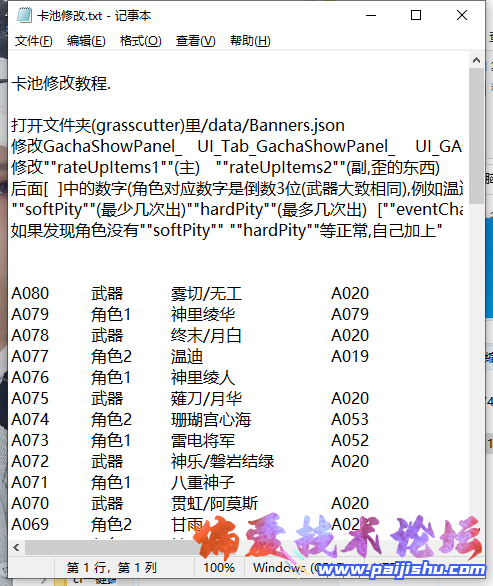 卡池修改.txt - 记事本
文件(F) 编辑(E) 格式(O) 查看(V) 帮助(H)
卡池修改教程.
打开文件夹(grasscutter)里/data/Banners.json
修改GachaShowPanel_ UI_Tab_GachaShowPanel_ UI_GA
修改""rateUpItems1""(主) ""rateUpItems2""(副,歪的东西)
后面[ ]中的数字(角色对应数字是倒数3位(武器大致相同),例如温迪
""softPity""(最少几次出)""hardPity""(最多几次出) [""eventCha
如果发现角色没有""softPity"" ""hardPity""等正常,自己加上"
A080 武器 雾切/无工 A020
A079 角色1 神里绫华 A079
A078 武器 终末/月白 A020
A077 角色2 温迪 A019
A076 角色1 神里绫人
A075 武器 薙刀/月华 A020
A074 角色2 珊瑚宫心海 A053
A073 角色1 雷电将军 A052
A072 武器 神乐/磐岩结绿 A020
A071 角色1 八重神子
A070 武器 贯虹/阿莫斯 A020
A069 角色2 甘雨
偏爱技术论坛
www.paijishu.com
第 1 行，第 1 列 100% Windows